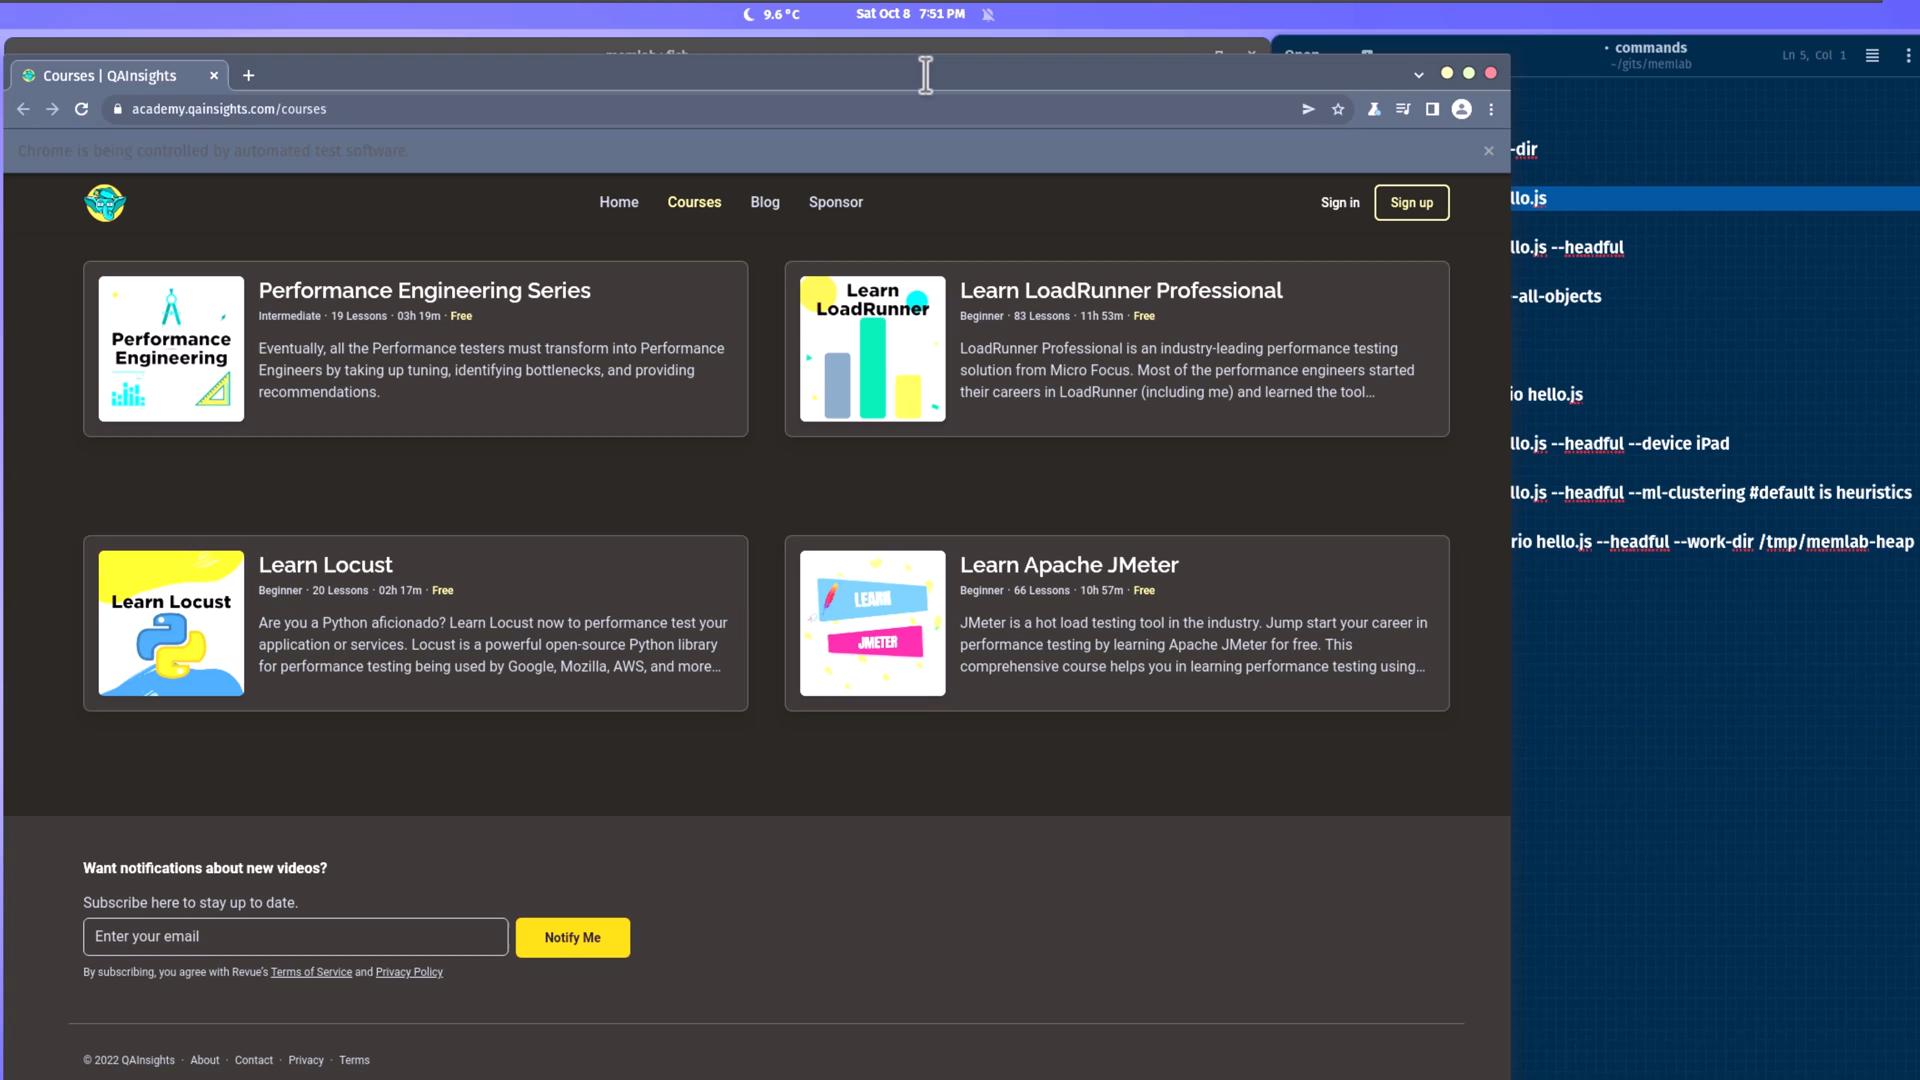 9.6 °C
Sat Oct 8 7:51 PM
Courses | QAInsights
academy.qainsights.com/courses
Chrome is being controlled by automated test software.
Home
Courses
Blog
Sponsor
Sign in
Sign up
Performance
Engineering
Performance Engineering Series
Intermediate · 19 Lessons · 03h 19m · Free
Eventually, all the Performance testers must transform into Performance
Engineers by taking up tuning, identifying bottlenecks, and providing
recommendations.
Learn
LoadRunner
Learn LoadRunner Professional
Beginner · 83 Lessons · 11h 53m · Free
LoadRunner Professional is an industry-leading performance testing
solution from Micro Focus. Most of the performance engineers started
their careers in LoadRunner (including me) and learned the tool...
Learn Locust
Learn Locust
Beginner · 20 Lessons · 02h 17m · Free
Are you a Python aficionado? Learn Locust now to performance test your
application or services. Locust is a powerful open-source Python library
for performance testing being used by Google, Mozilla, AWS, and more...
LEARN
JMETER
Learn Apache JMeter
Beginner · 66 Lessons · 10h 57m · Free
JMeter is a hot load testing tool in the industry. Jump start your career in
performance testing by learning Apache JMeter for free. This
comprehensive course helps you in learning performance testing using...
Want notifications about new videos?
Subscribe here to stay up to date.
Enter your email
Notify Me
By subscribing, you agree with Revue's Terms of Service and Privacy Policy
© 2022 QAInsights · About · Contact · Privacy · Terms
• commands
~/gits/memlab
Ln 5, Col 1
-dir
llo.js
llo.js --headful
-all-objects
io hello.js
llo.js --headful --device iPad
llo.js --headful --ml-clustering #default is heuristics
rio hello.js --headful --work-dir /tmp/memlab-heap